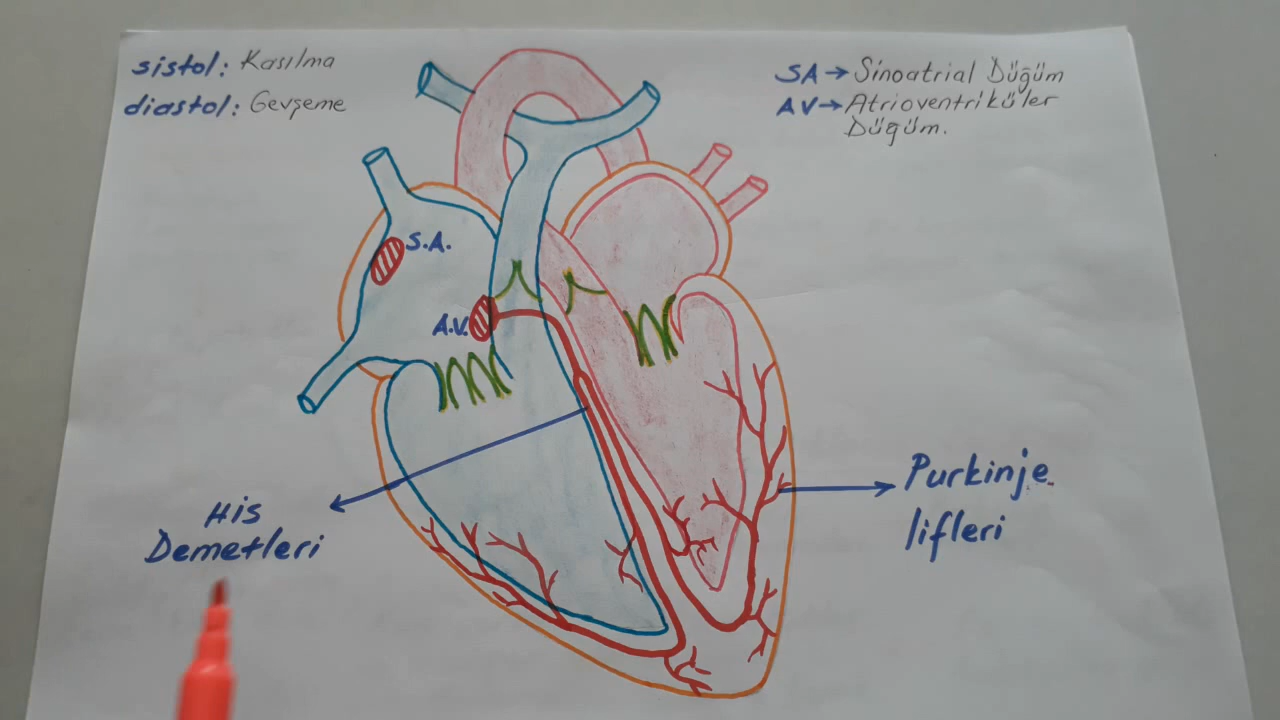 sistol: Kasılma
diastol: Gevşeme
SA → Sinoatrial Düğüm
AV → Atrioventriküler
Düğüm.
S.A.
A.V.
His
Demetleri
Purkinje
lifleri